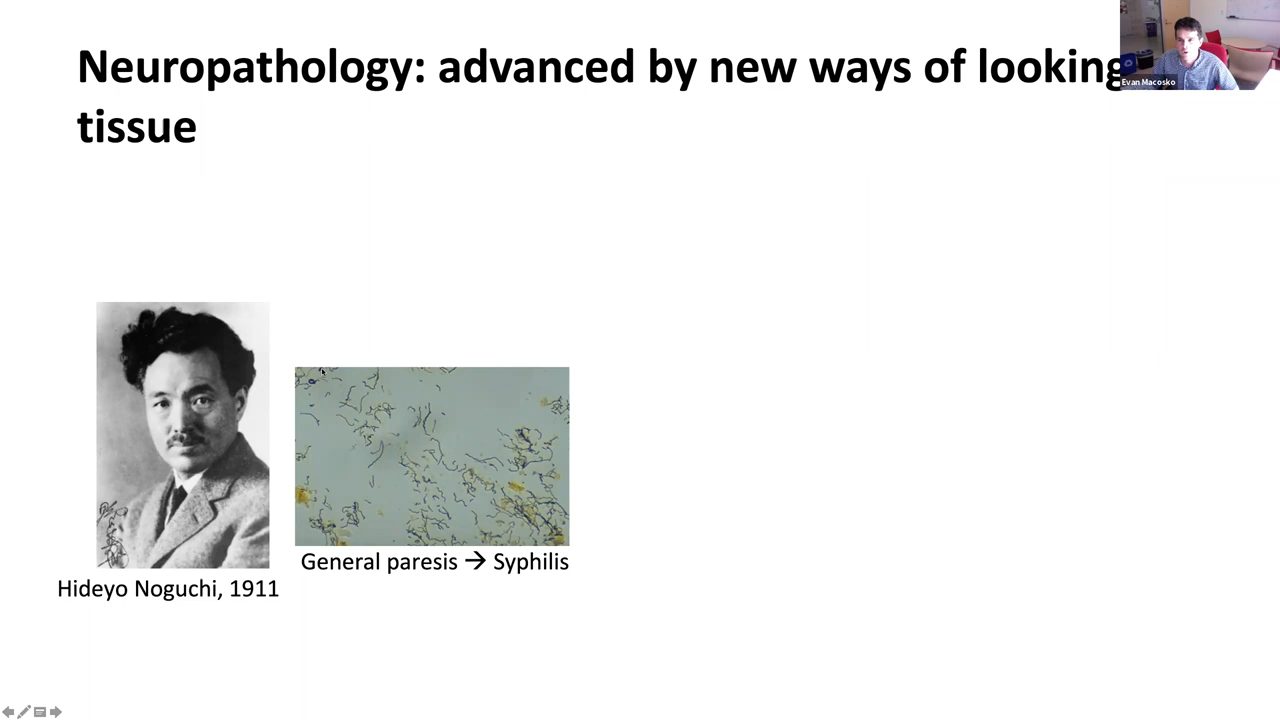 Neuropathology: advanced by new ways of looking
tissue
Evan Macosko
General paresis → Syphilis
Hideyo Noguchi, 1911